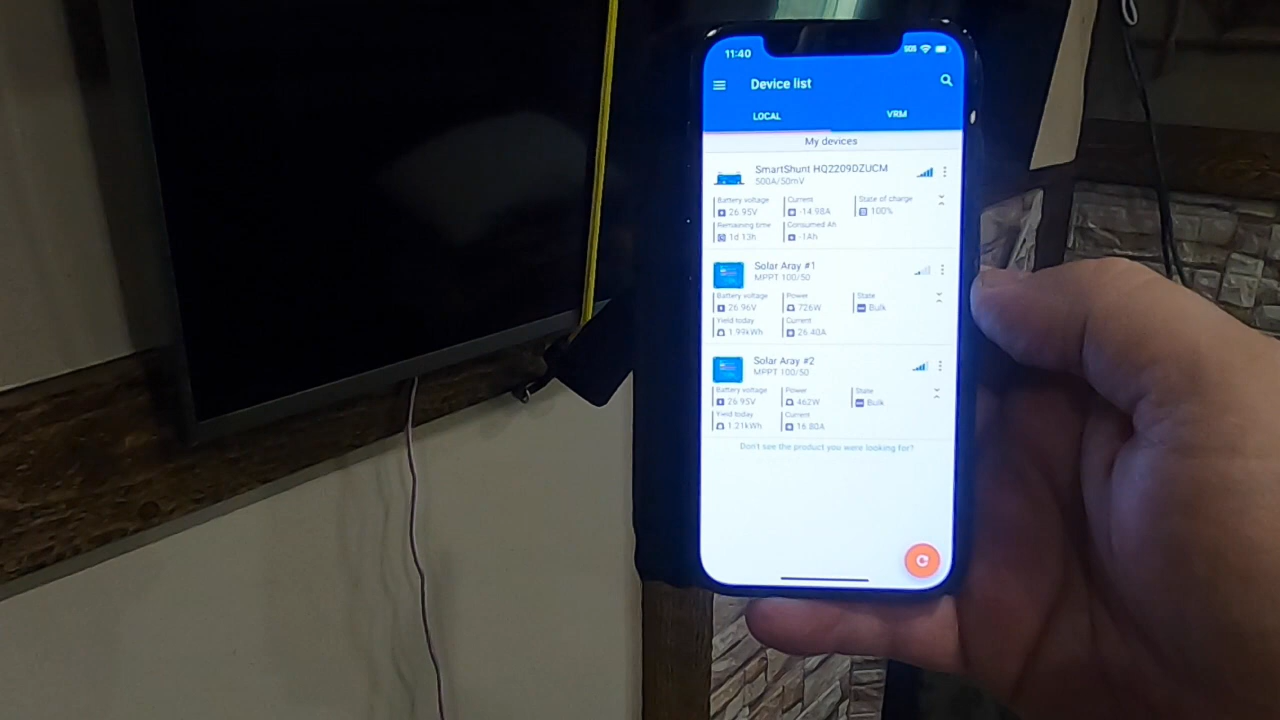 11:40 SOS
Device list
LOCAL VRM
My devices
SmartShunt HQ2209DZUCM
500A/50mV
Battery voltage Current State of charge
26.95V -14.98A 100%
Remaining time Consumed Ah
1d 13h -1Ah
Solar Aray #1
MPPT 100/50
Battery voltage Power State
26.96V 726W Bulk
Yield today Current
1.99kWh 26.40A
Solar Aray #2
MPPT 100/50
Battery voltage Power State
26.95V 462W Bulk
Yield today Current
1.21kWh 16.80A
Don't see the product you were looking for?